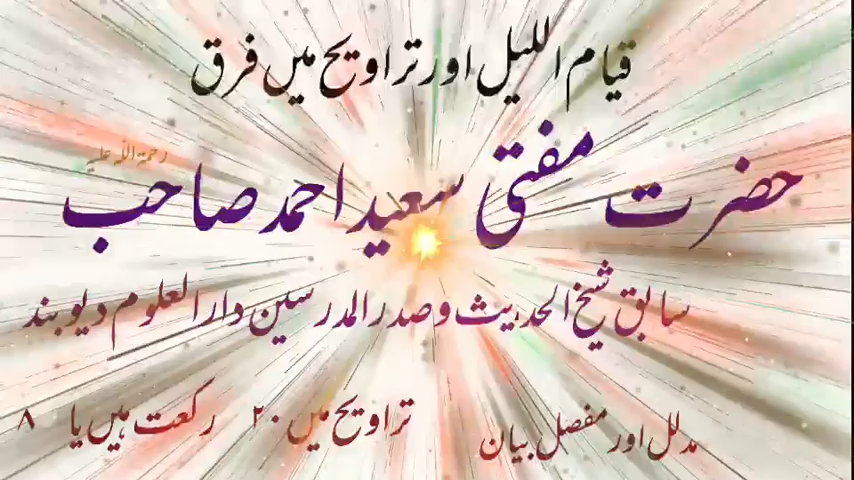 قیام اللیل اور تراویح میں فرق
حضرت مفتی سعید احمد صاحب رحمۃ اللہ علیہ
سابق شیخ الحدیث و صدر المدرسین دارالعلوم دیوبند
مدلل اور مفصل بیان تراویح میں ۲۰ رکعت ہیں یا ۸